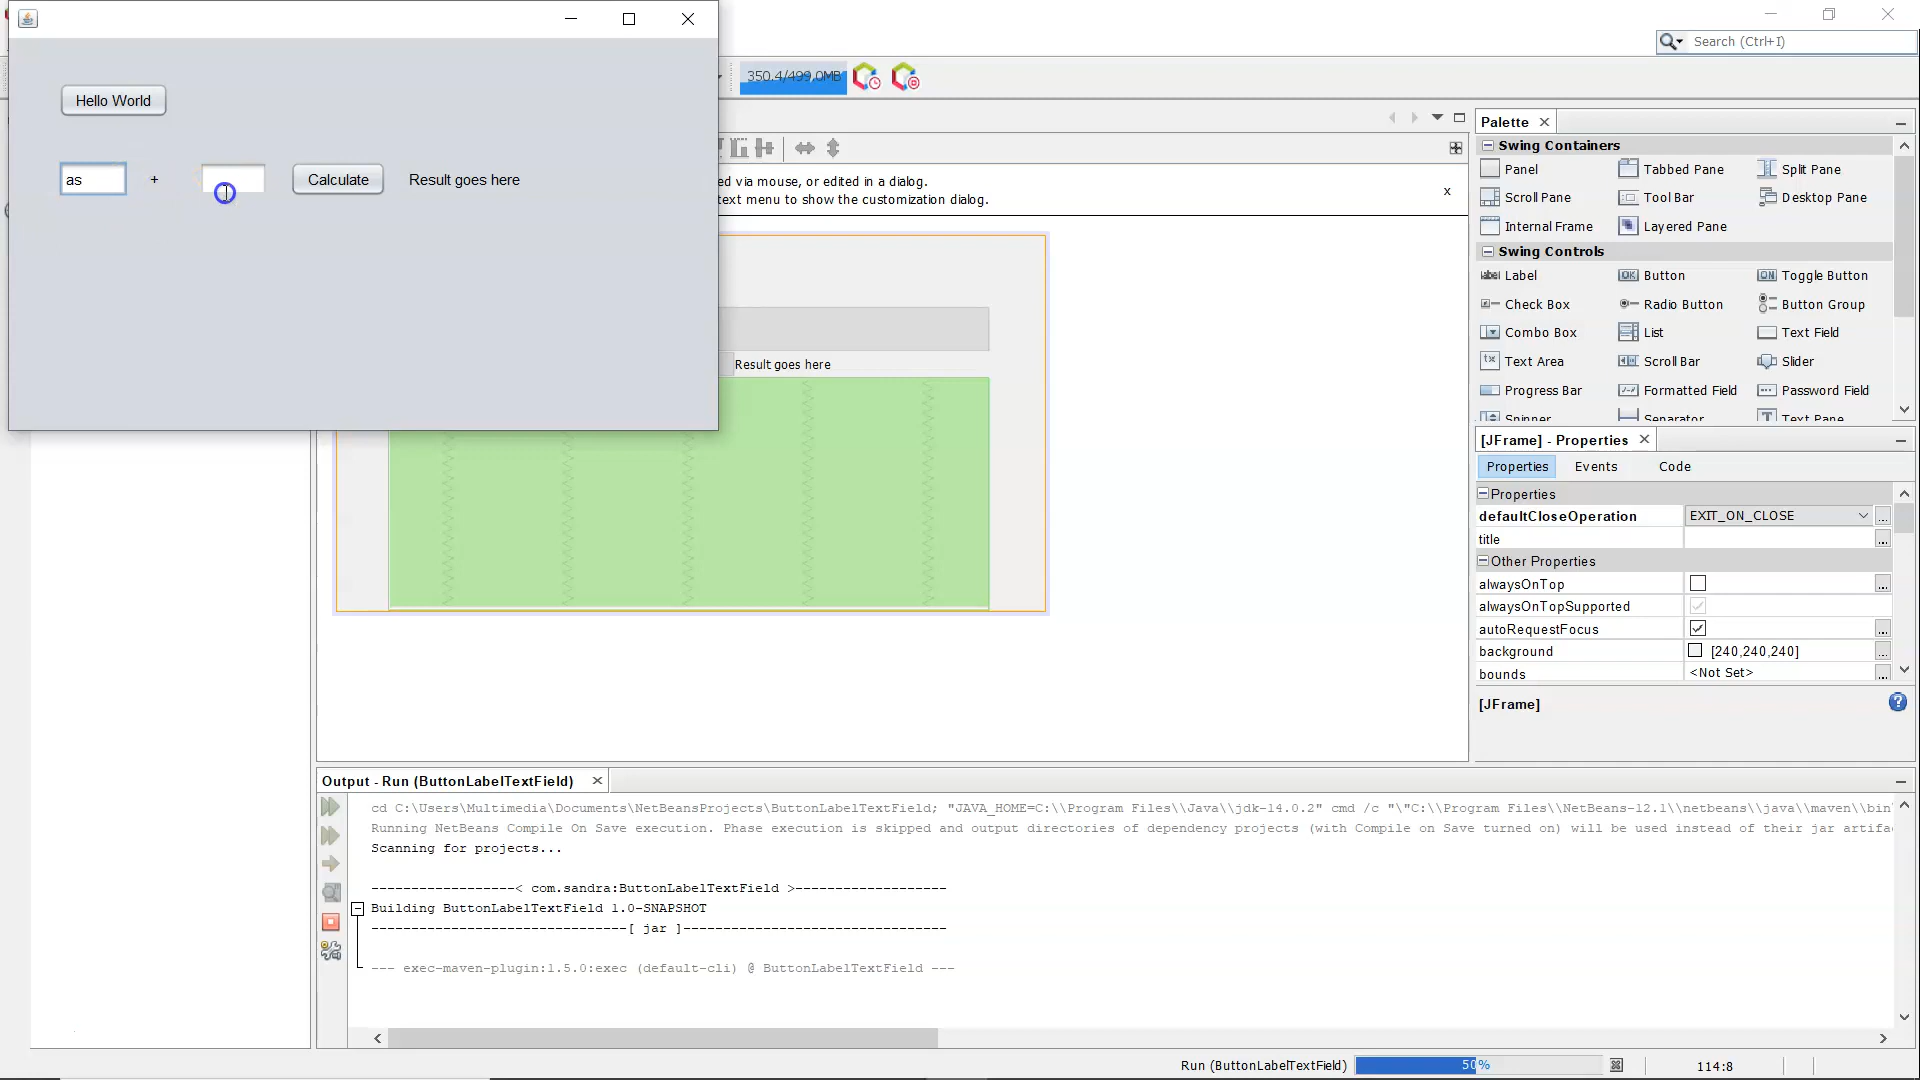 Search (Ctrl+I)
350.4/499.0MB
Hello World
as + Calculate Result goes here
ed via mouse, or edited in a dialog.
text menu to show the customization dialog.
x
Result goes here
Palette
Swing Containers
Panel Tabbed Pane Split Pane
Scroll Pane Tool Bar Desktop Pane
Internal Frame Layered Pane
Swing Controls
label Label OK Button ON Toggle Button
Check Box Radio Button Button Group
Combo Box List Text Field
Text Area Scroll Bar Slider
Progress Bar Formatted Field Password Field
Spinner Separator Text Pane
[JFrame] - Properties
Properties Events Code
Properties
defaultCloseOperation EXIT_ON_CLOSE ...
title ...
Other Properties
alwaysOnTop ...
alwaysOnTopSupported
autoRequestFocus ...
background [240,240,240] ...
bounds <Not Set> ...
[JFrame]
Output - Run (ButtonLabelTextField)
cd C:\Users\Multimedia\Documents\NetBeansProjects\ButtonLabelTextField; "JAVA_HOME=C:\\Program Files\\Java\\jdk-14.0.2" cmd /c "\"C:\\Program Files\\NetBeans-12.1\\netbeans\\java\\maven\\bin\
Running NetBeans Compile On Save execution. Phase execution is skipped and output directories of dependency projects (with Compile on Save turned on) will be used instead of their jar artifac
Scanning for projects...
------------------< com.sandra:ButtonLabelTextField >-------------------
Building ButtonLabelTextField 1.0-SNAPSHOT
--------------------------------[ jar ]---------------------------------
--- exec-maven-plugin:1.5.0:exec (default-cli) @ ButtonLabelTextField ---
Run (ButtonLabelTextField) 50% 114:8